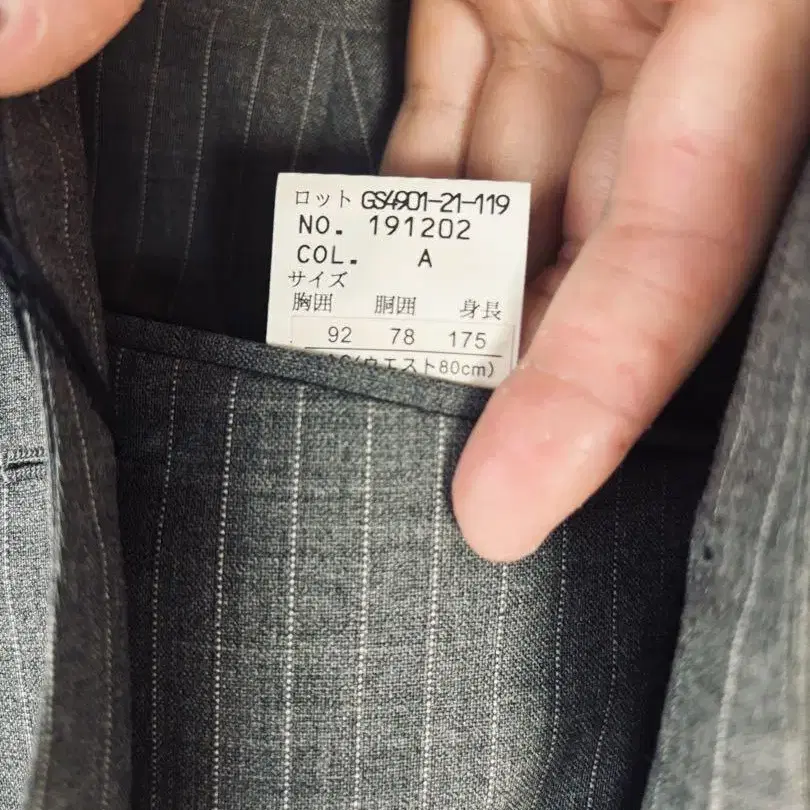 ロット GS4901-21-119
NO. 191202
COL. A
サイズ
胸囲 胴囲 身長
92 78 175
(ウエスト80cm)